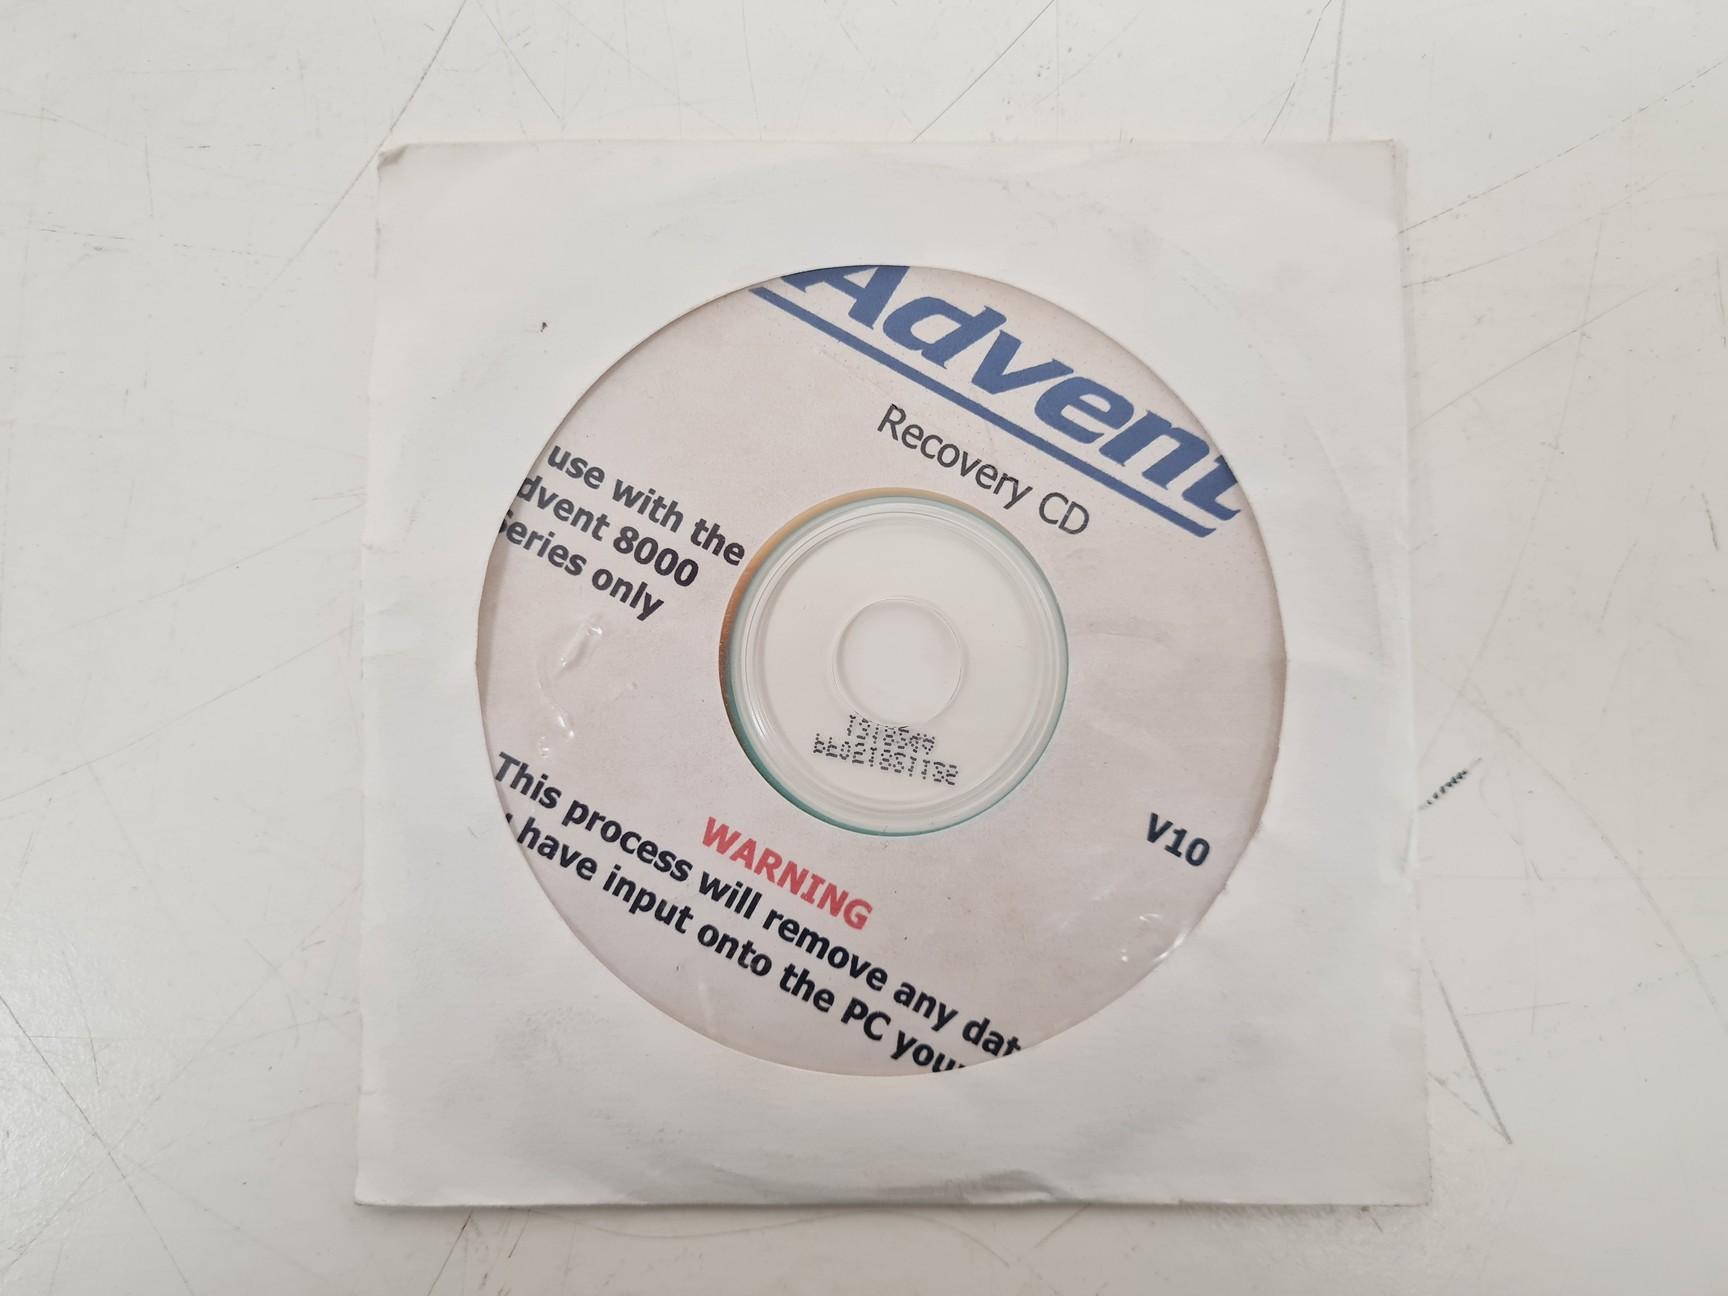 Advent
Recovery CD
use with the
dvent 8000
Series only
V10
WARNING
This process will remove any dat
have input onto the PC your